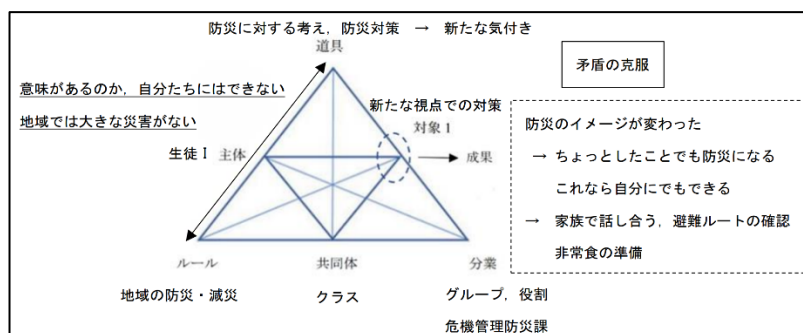 防災に対する考え，防災対策 → 新たな気付き
道具
矛盾の克服
意味があるのか，自分たちにはできない
地域では大きな災害がない
新たな視点での対策
対象1
生徒Ⅰ 主体
成果
防災のイメージが変わった
→ ちょっとしたことでも防災になる
これなら自分にでもできる
→ 家族で話し合う，避難ルートの確認
非常食の準備
ルール
共同体
分業
地域の防災・減災
クラス
グループ，役割
危機管理防災課